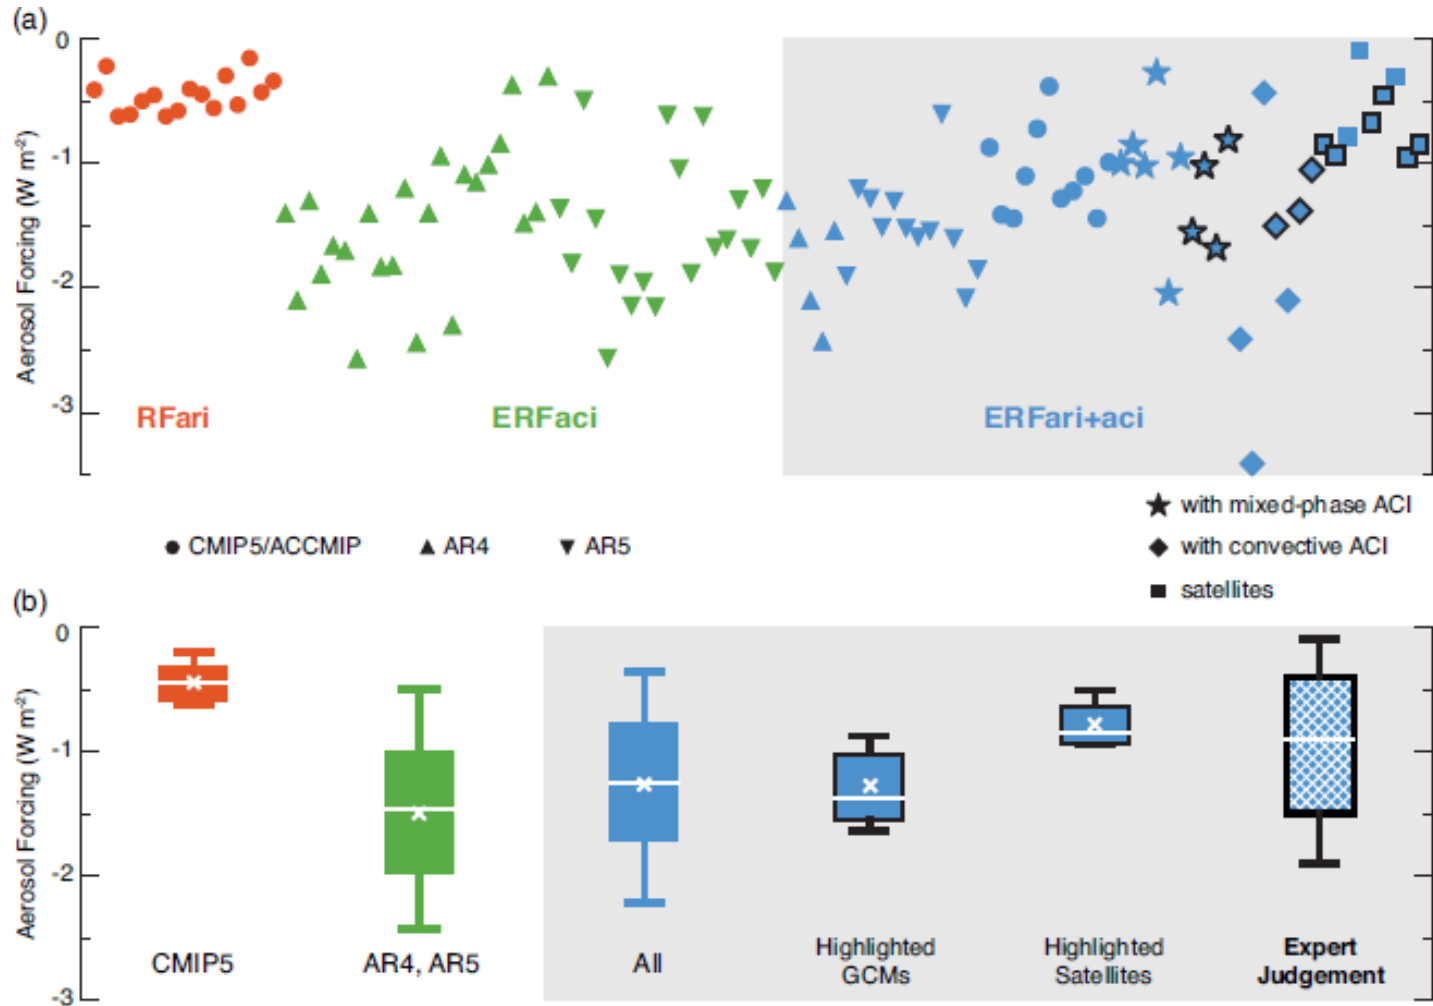 (a)
0
-1
-2
-3
Aerosol Forcing (W m-2)
RFari
ERFaci
ERFari+aci
CMIP5/ACCMIP
AR4
AR5
with mixed-phase ACI
with convective ACI
satellites
(b)
0
-1
-2
-3
Aerosol Forcing (W m-2)
CMIP5
AR4, AR5
All
Highlighted
GCMs
Highlighted
Satellites
Expert
Judgement